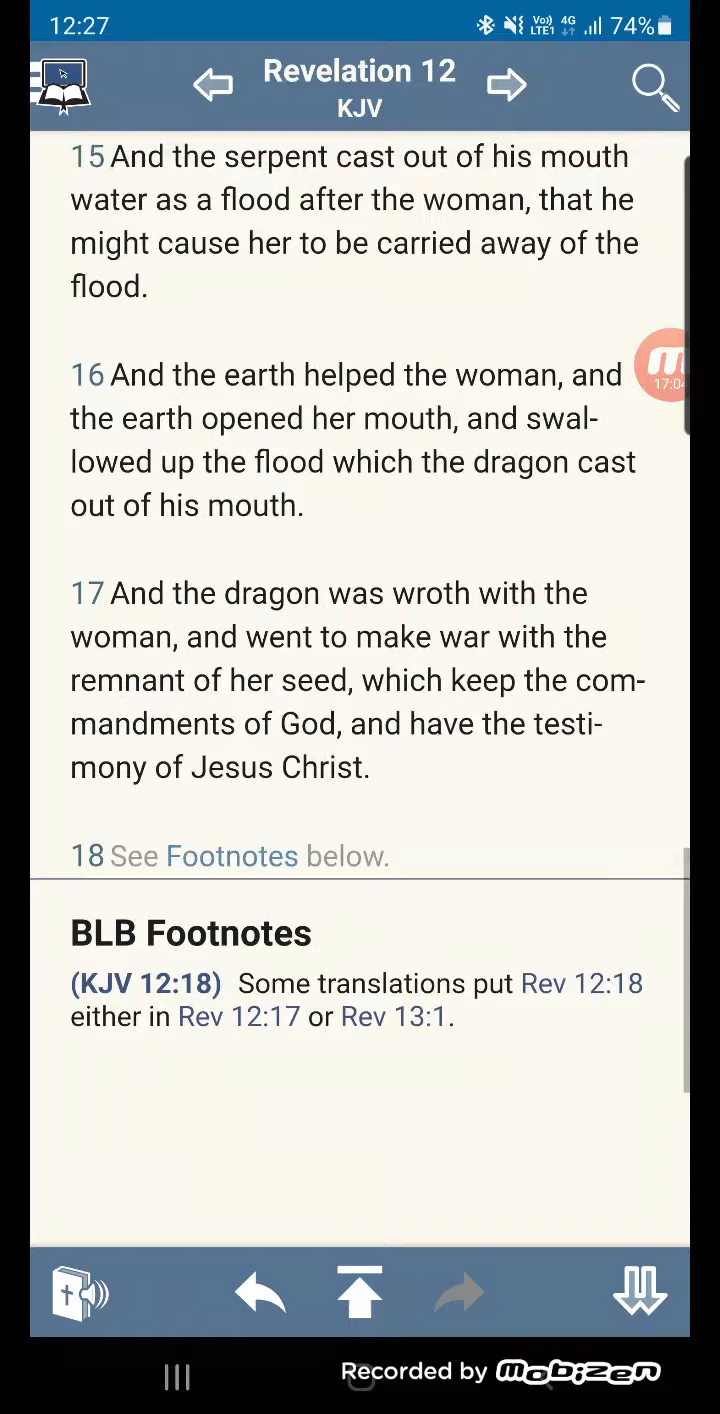 12:27
Vo)) 4G
LTE1 74%
Revelation 12
KJV
15 And the serpent cast out of his mouth
water as a flood after the woman, that he
might cause her to be carried away of the
flood.
16 And the earth helped the woman, and
the earth opened her mouth, and swal-
lowed up the flood which the dragon cast
out of his mouth.
17:04
17 And the dragon was wroth with the
woman, and went to make war with the
remnant of her seed, which keep the com-
mandments of God, and have the testi-
mony of Jesus Christ.
18 See Footnotes below.
BLB Footnotes
(KJV 12:18) Some translations put Rev 12:18
either in Rev 12:17 or Rev 13:1.
Recorded by Mobizen